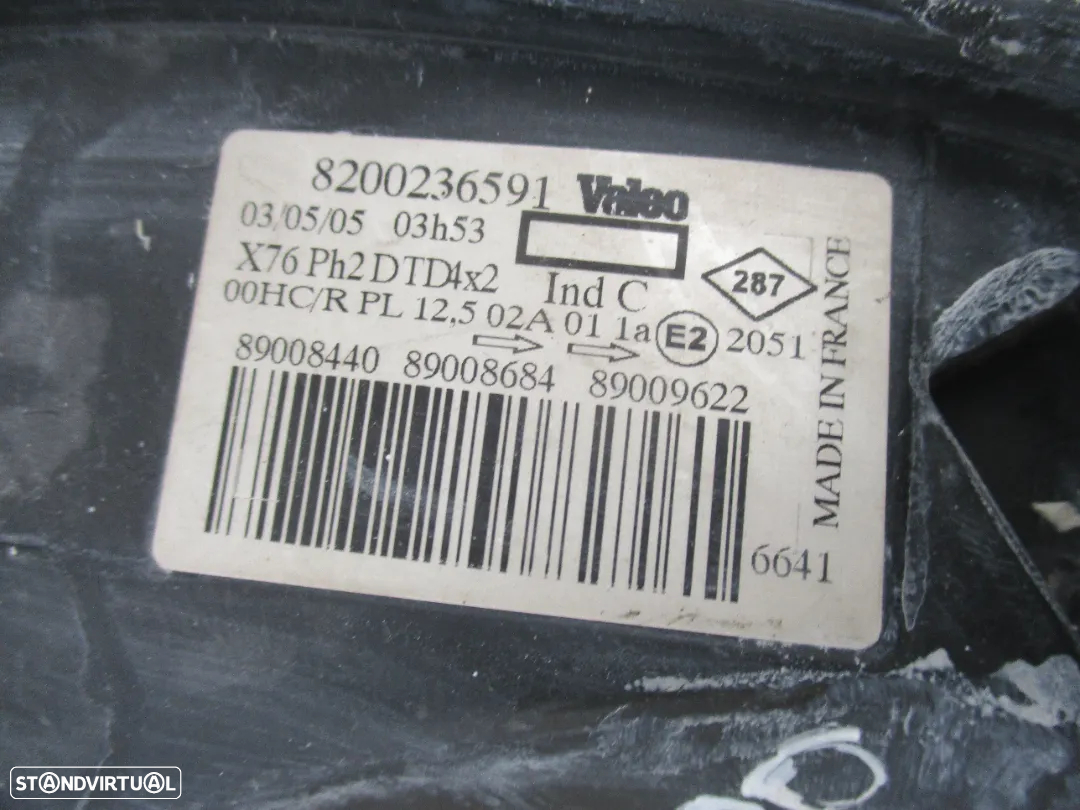 8200236591 Valeo
03/05/05 03h53
X76 Ph2 D TD4x2 Ind C
287
00HC/R PL 12,5 02A 01 1a E2 2051
89008440 89008684 89009622
6641
MADE IN FRANCE
STANDVIRTUAL